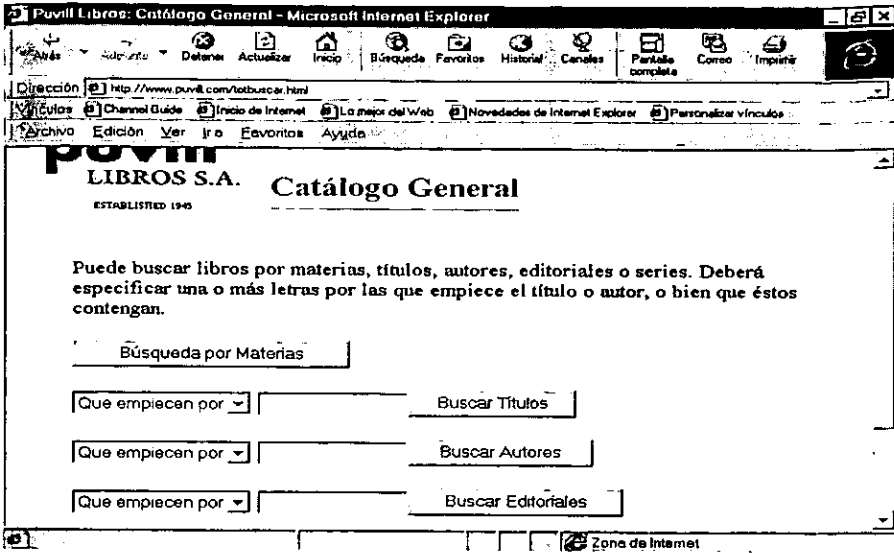 Puvill Libros: Catálogo General - Microsoft Internet Explorer
Atrás Adelante Detener Actualizar Inicio Búsqueda Favoritos Historial Canales Pantalla completa Correo Imprimir
Dirección http://www.puvill.com/totbuscar.html
Vínculos Channel Guide Inicio de Internet Lo mejor del Web Novedades de Internet Explorer Personalizar vínculos
Archivo Edición Ver Ir a Favoritos Ayuda
puvill
LIBROS S.A.
ESTABLISHED 1945
Catálogo General
Puede buscar libros por materias, títulos, autores, editoriales o series. Deberá
especificar una o más letras por las que empiece el título o autor, o bien que éstos
contengan.
Búsqueda por Materias
Que empiecen por Buscar Títulos
Que empiecen por Buscar Autores
Que empiecen por Buscar Editoriales
Zona de Internet